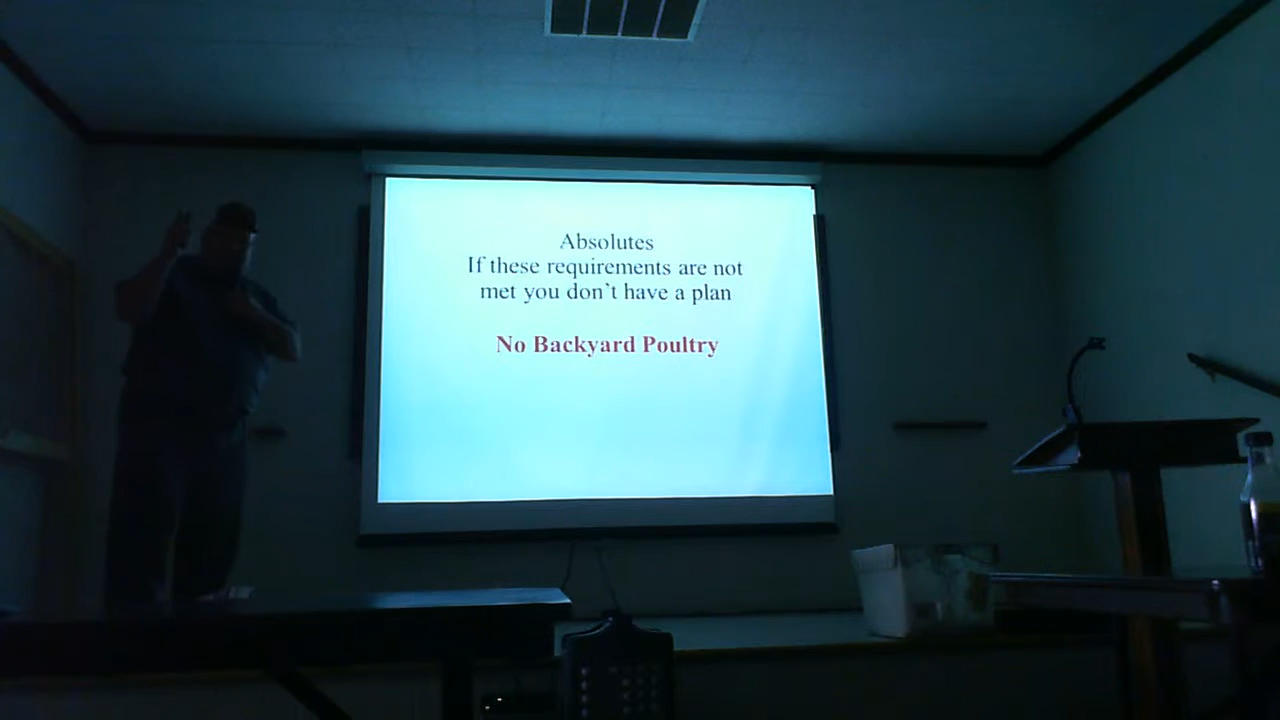 Absolutes
If these requirements are not
met you don't have a plan
No Backyard Poultry